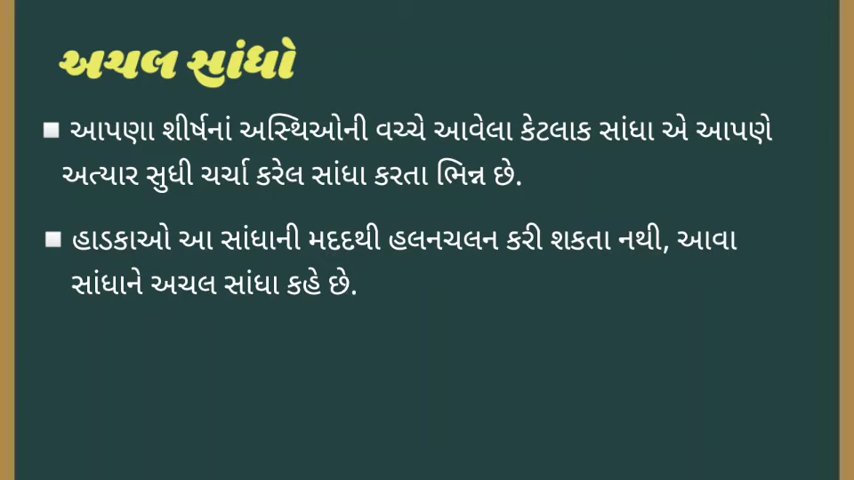 અચલ સાંધો
આપણા શીર્ષનાં અસ્થિઓની વચ્ચે આવેલા કેટલાક સાંધા એ આપણે
અત્યાર સુધી ચર્ચા કરેલ સાંધા કરતા ભિન્ન છે.
હાડકાઓ આ સાંધાની મદદથી હલનચલન કરી શકતા નથી, આવા
સાંધાને અચલ સાંધા કહે છે.